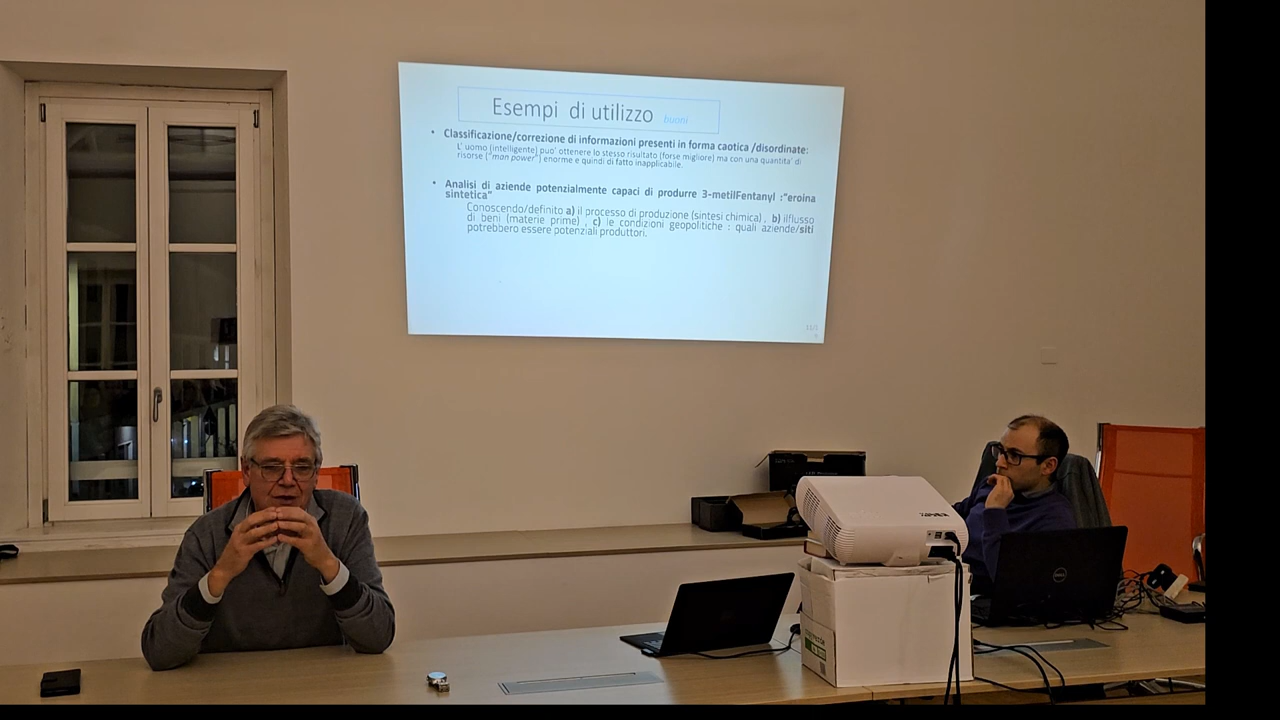 Esempi di utilizzo buoni
• Classificazione/correzione di informazioni presenti in forma caotica /disordinate:
L' uomo (intelligente) puo' ottenere lo stesso risultato (forse migliore) ma con una quantita' di
risorse ("man power") enorme e quindi di fatto inapplicabile.
• Analisi di aziende potenzialmente capaci di produrre 3-metilFentanyl :"eroina
sintetica"
Conoscendo/definito a) il processo di produzione (sintesi chimica) , b) ilflusso
di beni (materie prime) , c) le condizioni geopolitiche : quali aziende/siti
potrebbero essere potenziali produttori.
DELL